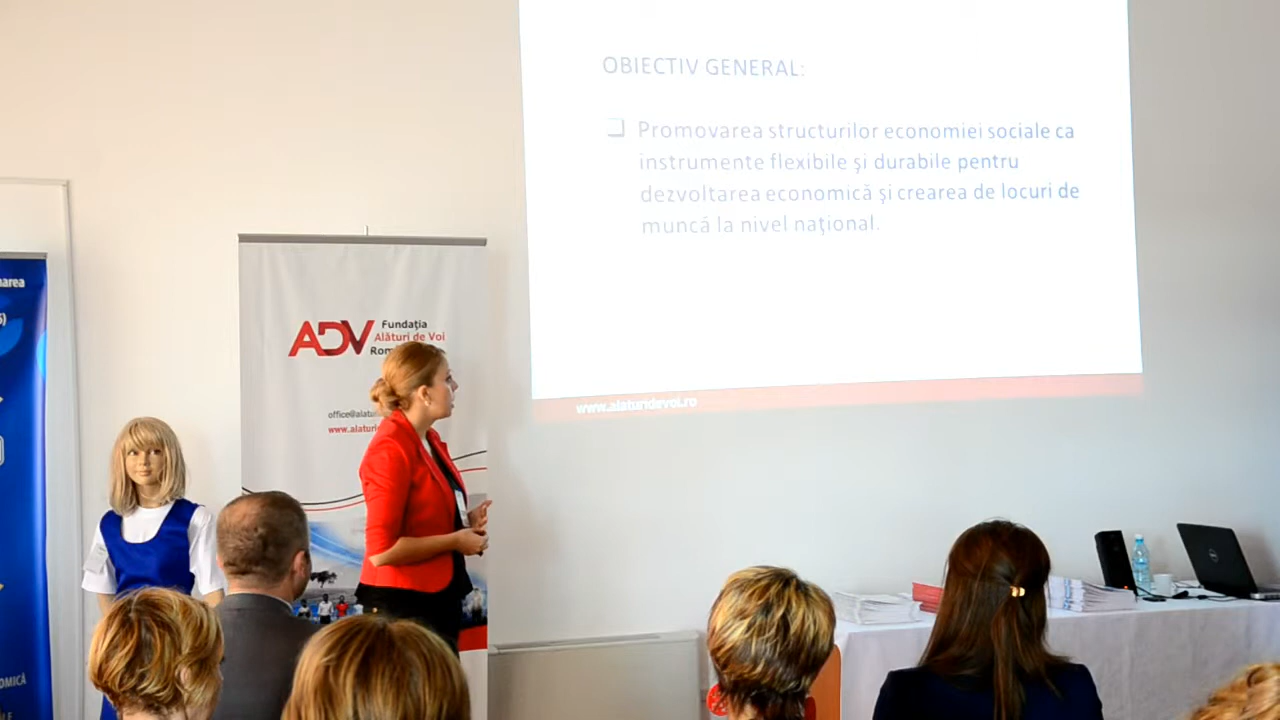 OBIECTIV GENERAL:
Promovarea structurilor economiei sociale ca
instrumente flexibile și durabile pentru
dezvoltarea economică și crearea de locuri de
muncă la nivel național.
www.alaturidevoi.ro
ADV
Fundația
Alături de Voi